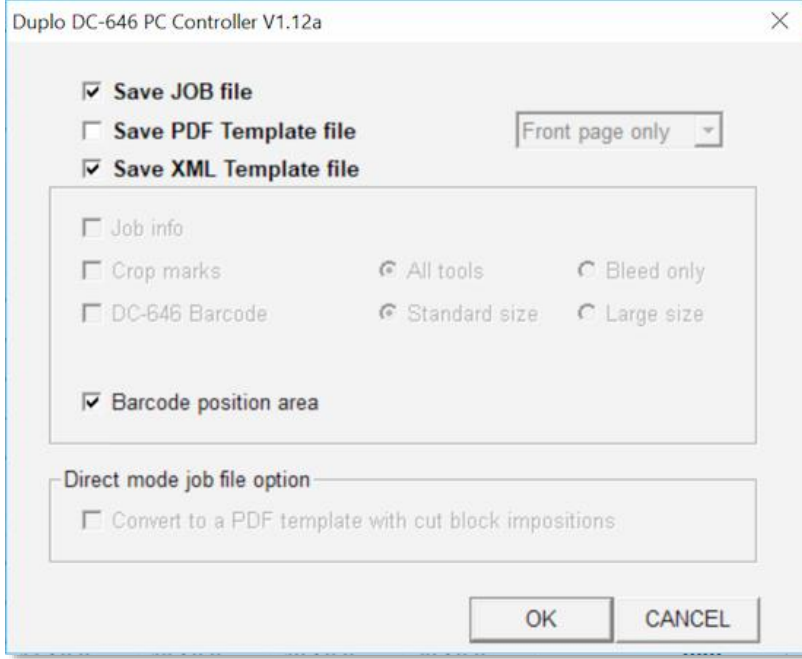 Duplo DC-646 PC Controller V1.12a
Save JOB file
Save PDF Template file Front page only
Save XML Template file
Job info
Crop marks All tools Bleed only
DC-646 Barcode Standard size Large size
Barcode position area
Direct mode job file option
Convert to a PDF template with cut block impositions
OK CANCEL